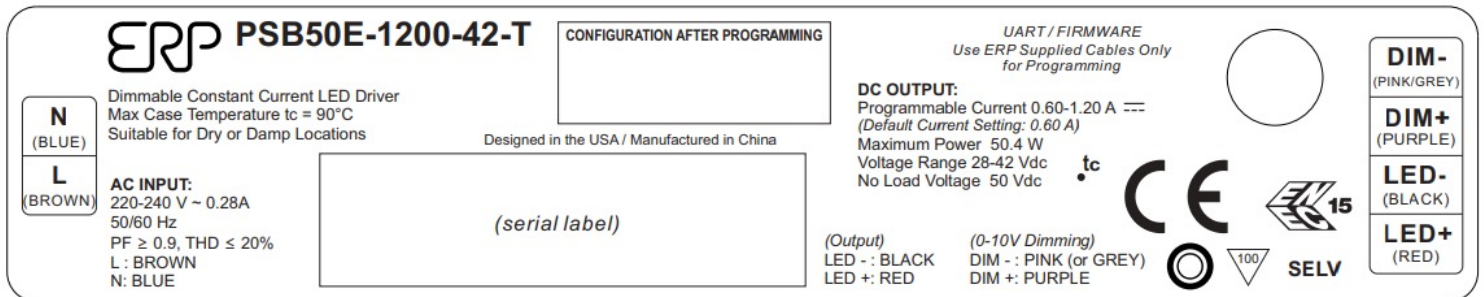 ERP PSB50E-1200-42-T
Dimmable Constant Current LED Driver
Max Case Temperature tc = 90°C
Suitable for Dry or Damp Locations
N
(BLUE)
L
(BROWN)
AC INPUT:
220-240 V ~ 0.28A
50/60 Hz
PF ≥ 0.9, THD ≤ 20%
L : BROWN
N: BLUE
CONFIGURATION AFTER PROGRAMMING
Designed in the USA / Manufactured in China
(serial label)
UART / FIRMWARE
Use ERP Supplied Cables Only
for Programming
DC OUTPUT:
Programmable Current 0.60-1.20 A ⎓
(Default Current Setting: 0.60 A)
Maximum Power 50.4 W
Voltage Range 28-42 Vdc
No Load Voltage 50 Vdc
tc
(Output)
LED - : BLACK
LED +: RED
(0-10V Dimming)
DIM - : PINK (or GREY)
DIM +: PURPLE
CE
ENEC 15
100
SELV
DIM-
(PINK/GREY)
DIM+
(PURPLE)
LED-
(BLACK)
LED+
(RED)